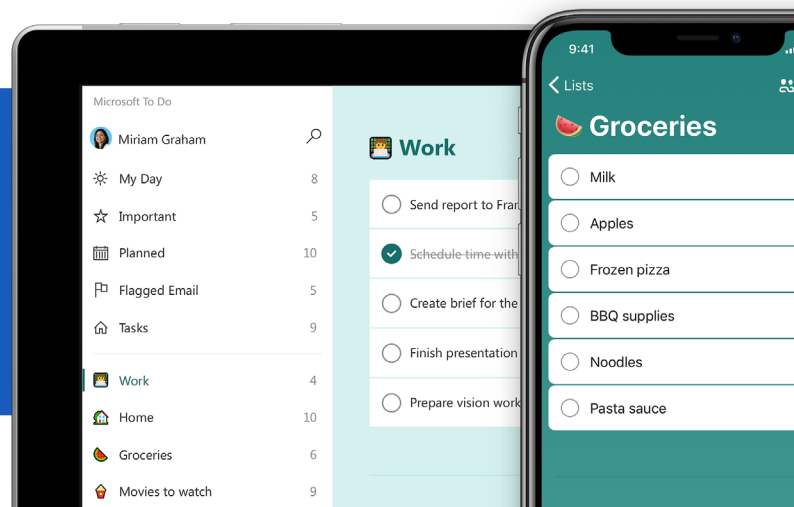 Microsoft To Do
Miriam Graham
My Day 8
Important 5
Planned 10
Flagged Email 5
Tasks 9
Work 4
Home 10
Groceries 6
Movies to watch 9
Work
Send report to
Schedule time with
Create brief for the
Finish presentation
Prepare vision work
9:41
Lists
Groceries
Milk
Apples
Frozen pizza
BBQ supplies
Noodles
Pasta sauce